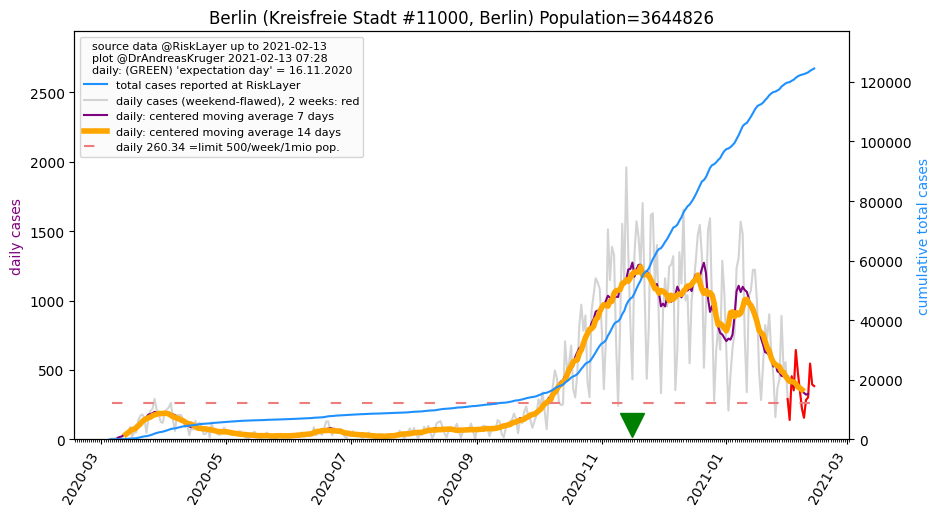 Berlin (Kreisfreie Stadt #11000, Berlin) Population=3644826
source data @RiskLayer up to 2021-02-13
plot @DrAndreasKruger 2021-02-13 07:28
daily: (GREEN) 'expectation day' = 16.11.2020
total cases reported at RiskLayer
daily cases (weekend-flawed), 2 weeks: red
daily: centered moving average 7 days
daily: centered moving average 14 days
daily 260.34 =limit 500/week/1mio pop.
daily cases
2500
2000
1500
1000
500
0
cumulative total cases
120000
100000
80000
60000
40000
20000
0
2020-03
2020-05
2020-07
2020-09
2020-11
2021-01
2021-03